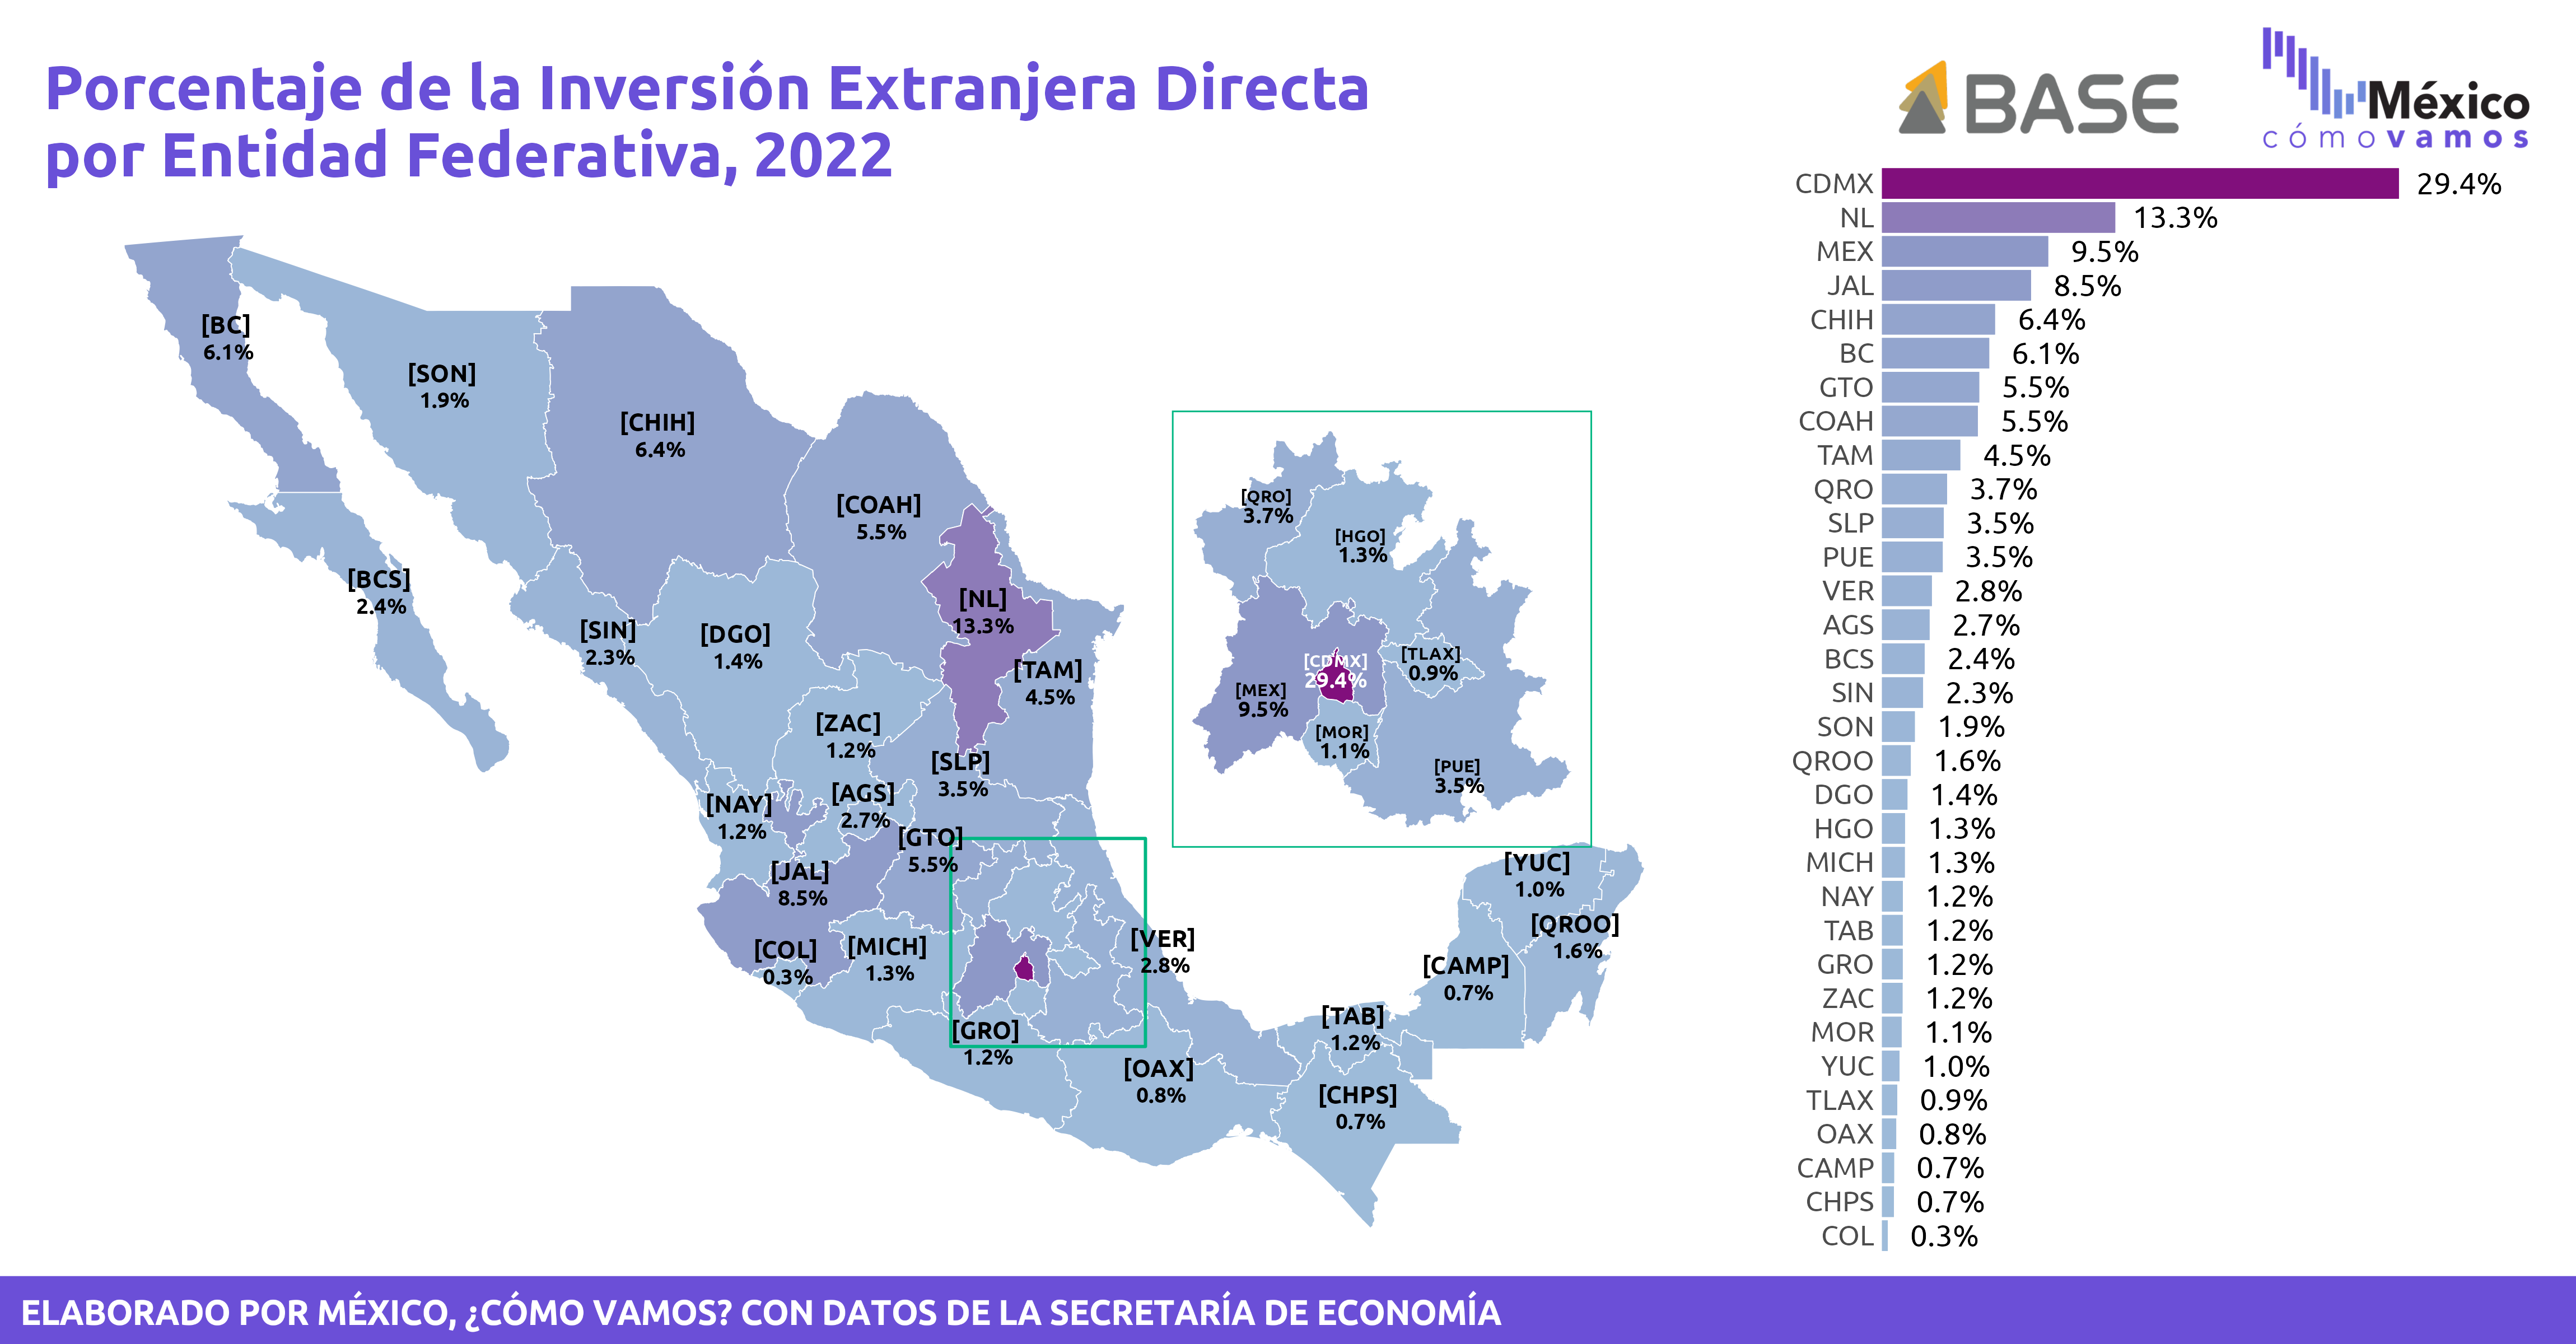 Porcentaje de la Inversión Extranjera Directa
por Entidad Federativa, 2022
BASE
México
cómovamos
[BC]
6.1%
[SON]
1.9%
[CHIH]
6.4%
[COAH]
5.5%
[BCS]
2.4%
[SIN]
2.3%
[DGO]
1.4%
[NL]
13.3%
[TAM]
4.5%
[ZAC]
1.2%
[SLP]
3.5%
[NAY]
1.2%
[AGS]
2.7%
[GTO]
5.5%
[JAL]
8.5%
[COL]
0.3%
[MICH]
1.3%
[VER]
2.8%
[GRO]
1.2%
[OAX]
0.8%
[TAB]
1.2%
[CHPS]
0.7%
[CAMP]
0.7%
[YUC]
1.0%
[QROO]
1.6%
[QRO]
3.7%
[HGO]
1.3%
[CDMX]
29.4%
[TLAX]
0.9%
[MEX]
9.5%
[MOR]
1.1%
[PUE]
3.5%
CDMX 29.4%
NL 13.3%
MEX 9.5%
JAL 8.5%
CHIH 6.4%
BC 6.1%
GTO 5.5%
COAH 5.5%
TAM 4.5%
QRO 3.7%
SLP 3.5%
PUE 3.5%
VER 2.8%
AGS 2.7%
BCS 2.4%
SIN 2.3%
SON 1.9%
QROO 1.6%
DGO 1.4%
HGO 1.3%
MICH 1.3%
NAY 1.2%
TAB 1.2%
GRO 1.2%
ZAC 1.2%
MOR 1.1%
YUC 1.0%
TLAX 0.9%
OAX 0.8%
CAMP 0.7%
CHPS 0.7%
COL 0.3%
ELABORADO POR MÉXICO, ¿CÓMO VAMOS? CON DATOS DE LA SECRETARÍA DE ECONOMÍA